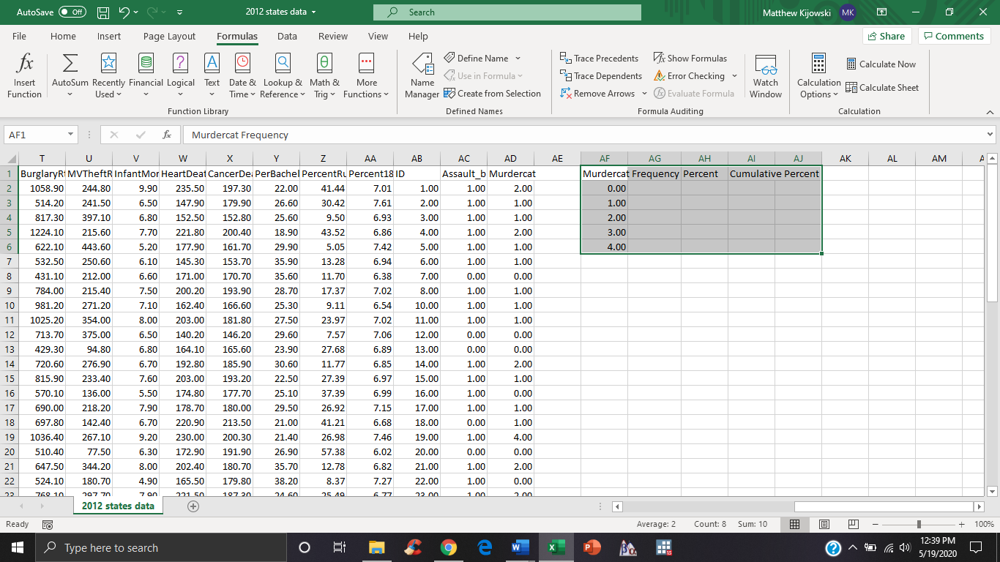 AutoSave Off 2012 states data Search Matthew Kijowski MK
File Home Insert Page Layout Formulas Data Review View Help Share Comments
fx Insert Function
AutoSum Recently Used Financial Logical Text Date & Time Lookup & Reference Math & Trig More Functions
Function Library
Name Manager
Define Name
Use in Formula
Create from Selection
Defined Names
Trace Precedents Show Formulas
Trace Dependents Error Checking
Remove Arrows Evaluate Formula
Watch Window
Formula Auditing
Calculation Options
Calculate Now
Calculate Sheet
Calculation
AF1 fx Murdercat Frequency
T U V W X Y Z AA AB AC AD AE AF AG AH AI AJ AK AL AM A
1 BurglaryRt MVTheftR InfantMor HeartDeat CancerDea PerBachel PercentRu Percent18 ID Assault_b Murdercat Murdercat Frequency Percent Cumulative Percent
2 1058.90 244.80 9.90 235.50 197.30 22.00 41.44 7.01 1.00 1.00 2.00 0.00
3 514.20 241.50 6.50 147.90 179.90 26.60 30.42 7.61 2.00 1.00 1.00 1.00
4 817.30 397.10 6.80 152.50 152.80 25.60 9.50 6.93 3.00 1.00 1.00 2.00
5 1224.10 215.60 7.70 221.80 200.40 18.90 43.52 6.86 4.00 1.00 2.00 3.00
6 622.10 443.60 5.20 177.90 161.70 29.90 5.05 7.42 5.00 1.00 1.00 4.00
7 532.50 250.60 6.10 145.30 153.70 35.90 13.28 6.94 6.00 1.00 1.00
8 431.10 212.00 6.60 171.00 170.70 35.60 11.70 6.38 7.00 0.00 0.00
9 784.00 215.40 7.50 200.20 193.90 28.70 17.37 7.02 8.00 1.00 1.00
10 981.20 271.20 7.10 162.40 166.60 25.30 9.11 6.54 10.00 1.00 1.00
11 1025.20 354.00 8.00 203.00 181.80 27.50 23.97 7.02 11.00 1.00 1.00
12 713.70 375.00 6.50 140.20 146.20 29.60 7.57 7.06 12.00 0.00 0.00
13 429.30 94.80 6.80 164.10 165.60 23.90 27.68 6.89 13.00 0.00 0.00
14 720.60 276.90 6.70 192.80 185.90 30.60 11.77 6.85 14.00 1.00 2.00
15 815.90 233.40 7.60 203.00 193.20 22.50 27.39 6.97 15.00 1.00 1.00
16 570.10 136.00 5.50 174.80 177.70 25.10 37.39 6.99 16.00 1.00 0.00
17 690.00 218.20 7.90 178.70 180.00 29.50 26.92 7.15 17.00 1.00 1.00
18 697.80 142.40 6.70 220.90 213.50 21.00 41.21 6.68 18.00 0.00 1.00
19 1036.40 267.10 9.20 230.00 200.30 21.40 26.98 7.46 19.00 1.00 4.00
20 510.40 77.50 6.30 172.90 191.90 26.90 57.38 6.02 20.00 0.00 0.00
21 647.50 344.20 8.00 202.40 180.70 35.70 12.78 6.82 21.00 1.00 2.00
22 524.10 180.70 4.90 165.50 179.80 38.20 8.37 7.27 22.00 1.00 0.00
23 768.10 297.70 7.90 221.50 187.30 24.60 25.49 6.77 23.00 1.00 2.00
2012 states data
Ready Average: 2 Count: 8 Sum: 10 100%
Type here to search 12:39 PM
5/19/2020